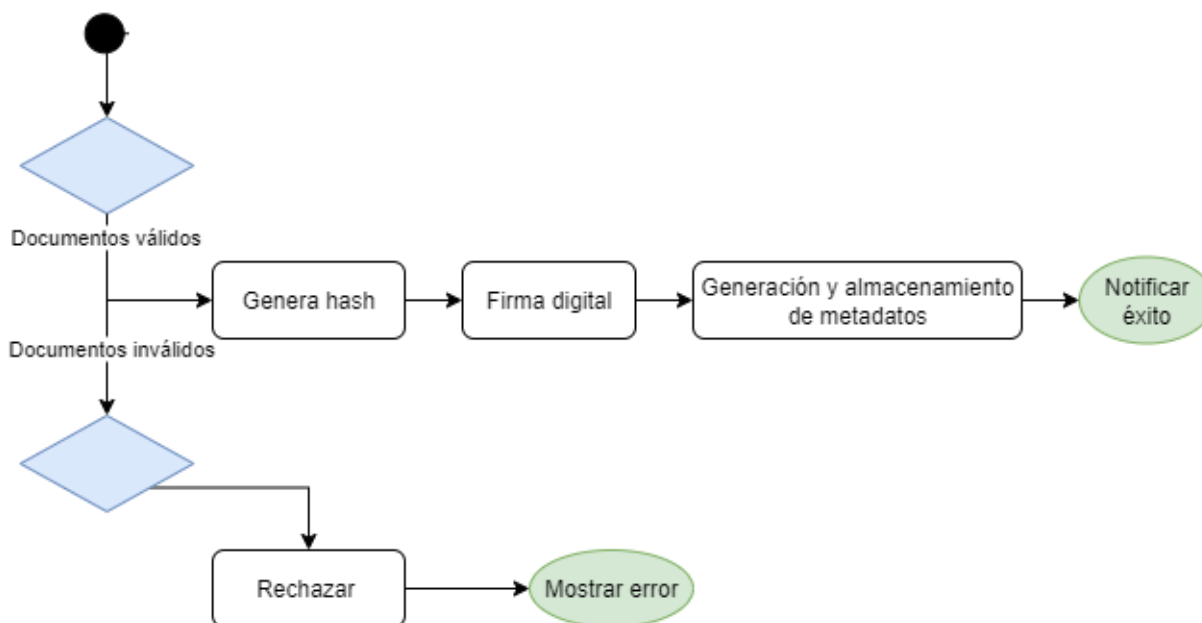 Documentos válidos
Genera hash
Firma digital
Generación y almacenamiento
de metadatos
Notificar
éxito
Documentos inválidos
Rechazar
Mostrar error